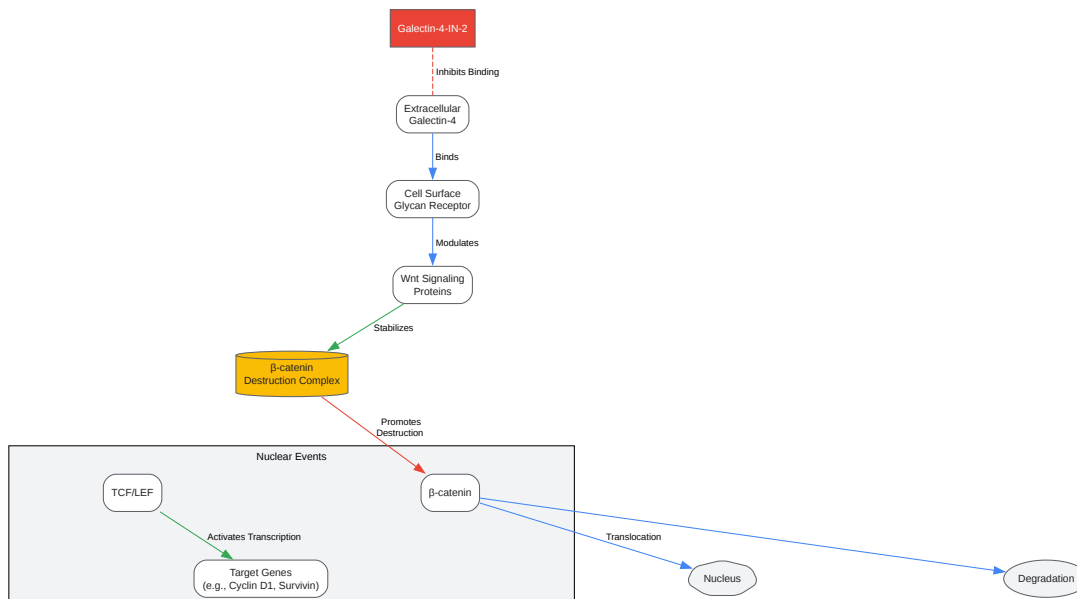 Galectin-4-IN-2
Inhibits Binding
Extracellular
Galectin-4
Binds
Cell Surface
Glycan Receptor
Modulates
Wnt Signaling
Proteins
Stabilizes
β-catenin
Destruction Complex
Promotes
Destruction
Nuclear Events
TCF/LEF
β-catenin
Activates Transcription
Translocation
Target Genes
(e.g., Cyclin D1, Survivin)
Nucleus
Degradation